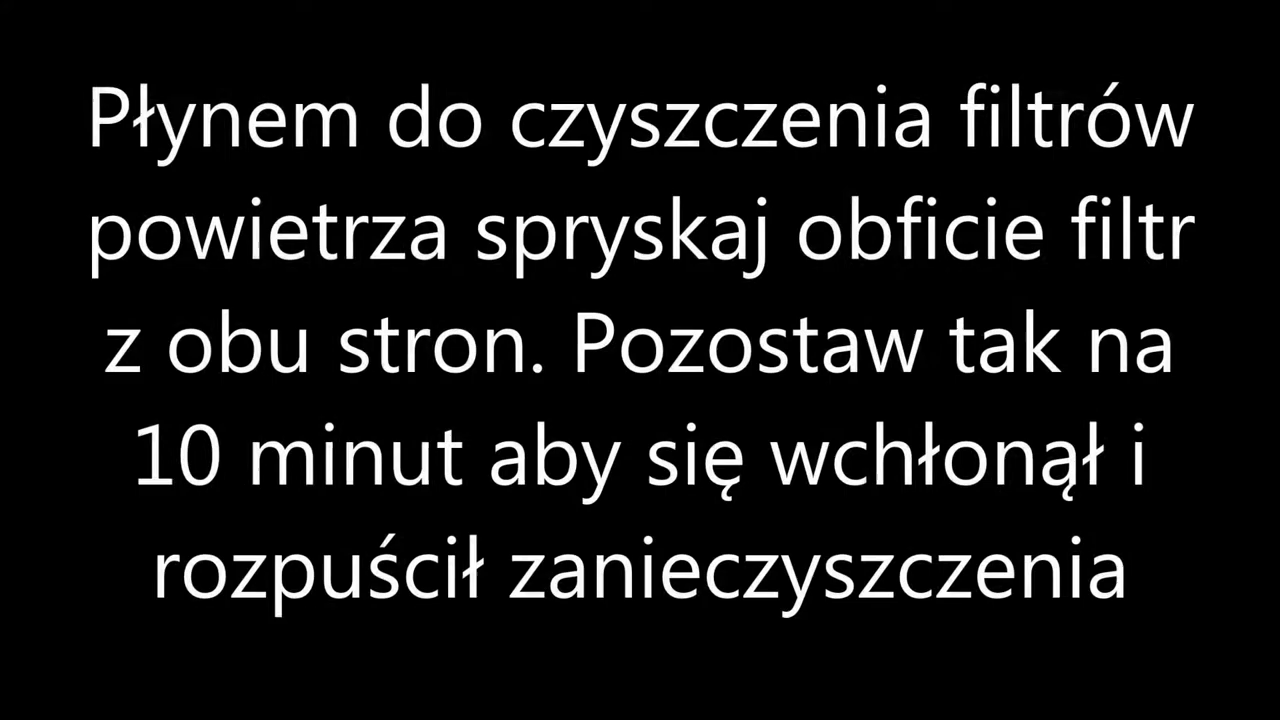 Płynem do czyszczenia filtrów
powietrza spryskaj obficie filtr
z obu stron. Pozostaw tak na
10 minut aby się wchłonął i
rozpuścił zanieczyszczenia